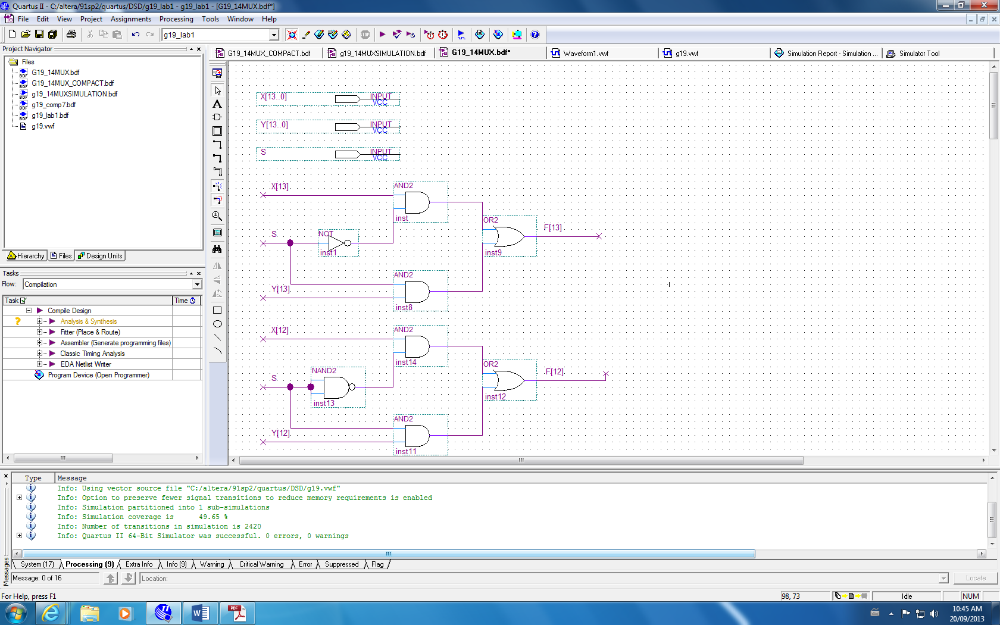 Quartus II - C:/altera/91sp2/quartus/DSD/g19_lab1 - g19_lab1 - [G19_14MUX.bdf*]
File Edit View Project Assignments Processing Tools Window Help
g19_lab1
STOP
Project Navigator
Files
G19_14MUX.bdf
G19_14MUX_COMPACT.bdf
g19_14MUXSIMULATION.bdf
g19_comp7.bdf
g19_lab1.bdf
g19.vwf
Hierarchy Files Design Units
Tasks
Flow: Compilation
Task Time
Compile Design
Analysis & Synthesis
Fitter (Place & Route)
Assembler (Generate programming files)
Classic Timing Analysis
EDA Netlist Writer
Program Device (Open Programmer)
G19_14MUX_COMPACT.bdf g19_14MUXSIMULATION.bdf G19_14MUX.bdf* Waveform1.vwf g19.vwf Simulation Report - Simulation ... Simulator Tool
X[13..0] INPUT
VCC
Y[13..0] INPUT
VCC
S INPUT
VCC
X[13] AND2
inst
OR2
F[13]
S NOT
inst1 inst9
AND2
Y[13]
inst8
X[12] AND2
inst14
OR2
NAND2 F[12]
S
inst12
inst13
AND2
Y[12]
inst11
Type Message
Info: Using vector source file "C:/altera/91sp2/quartus/DSD/g19.vwf"
Info: Option to preserve fewer signal transitions to reduce memory requirements is enabled
Info: Simulation partitioned into 1 sub-simulations
Info: Simulation coverage is 49.65 %
Info: Number of transitions in simulation is 2420
Info: Quartus II 64-Bit Simulator was successful. 0 errors, 0 warnings
System (17) Processing (9) Extra Info Info (9) Warning Critical Warning Error Suppressed Flag
Messages
Message: 0 of 16 Location: Locate
For Help, press F1 98, 73 Idle NUM
10:45 AM
20/09/2013